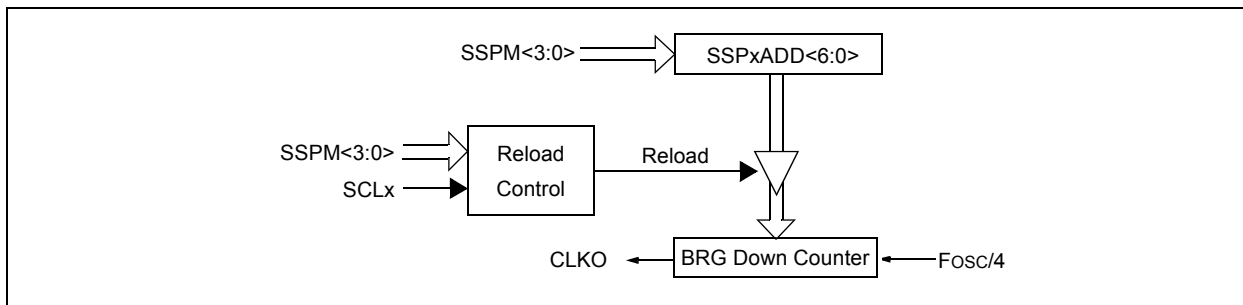 SSPM<3:0>
SSPxADD<6:0>
SSPM<3:0>
SCLx
Reload
Control
Reload
CLKO
BRG Down Counter
FOSC/4